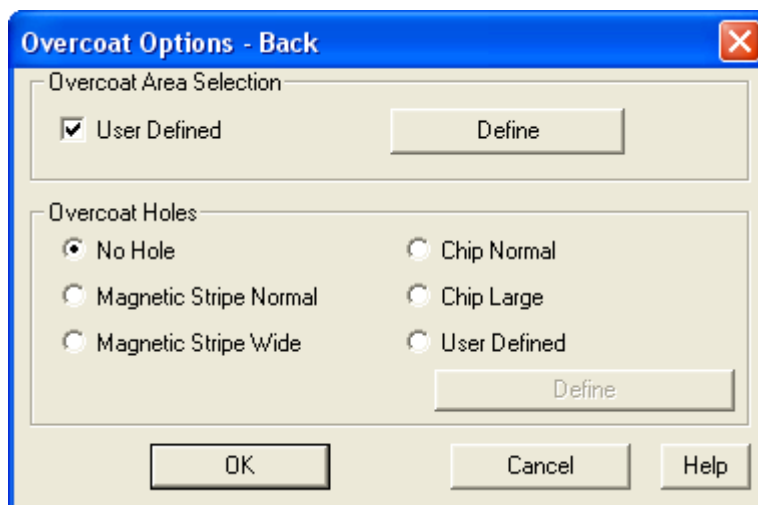 Overcoat Options - Back
Overcoat Area Selection
User Defined
Define
Overcoat Holes
No Hole
Chip Normal
Magnetic Stripe Normal
Chip Large
Magnetic Stripe Wide
User Defined
Define
OK
Cancel
Help